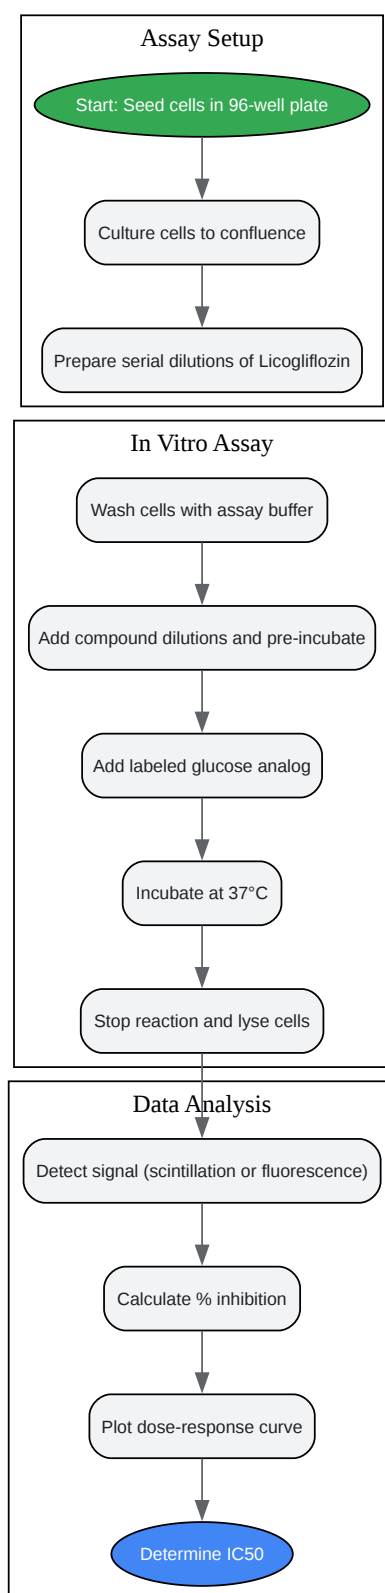 Assay Setup
Start: Seed cells in 96-well plate
Culture cells to confluence
Prepare serial dilutions of Licogliflozin
In Vitro Assay
Wash cells with assay buffer
Add compound dilutions and pre-incubate
Add labeled glucose analog
Incubate at 37°C
Stop reaction and lyse cells
Data Analysis
Detect signal (scintillation or fluorescence)
Calculate % inhibition
Plot dose-response curve
Determine IC50